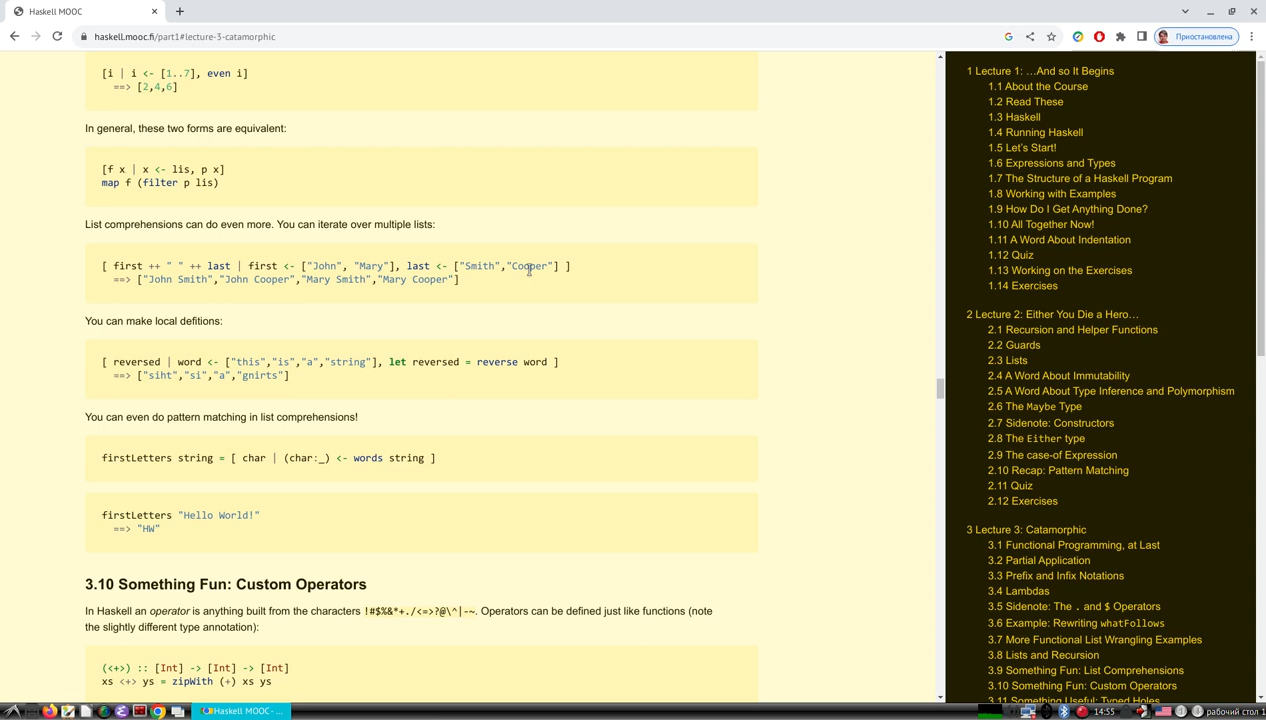 Haskell MOOC
haskell.mooc.fi/part1#lecture-3-catamorphic
Приостановлена
[i | i <- [1..7], even i]
==> [2,4,6]
In general, these two forms are equivalent:
[f x | x <- lis, p x]
map f (filter p lis)
List comprehensions can do even more. You can iterate over multiple lists:
[ first ++ " " ++ last | first <- ["John", "Mary"], last <- ["Smith","Cooper"] ]
==> ["John Smith","John Cooper","Mary Smith","Mary Cooper"]
You can make local defitions:
[ reversed | word <- ["this","is","a","string"], let reversed = reverse word ]
==> ["siht","si","a","gnirts"]
You can even do pattern matching in list comprehensions!
firstLetters string = [ char | (char:_) <- words string ]
firstLetters "Hello World!"
==> "HW"
3.10 Something Fun: Custom Operators
In Haskell an operator is anything built from the characters !#$%&*+./<=>?@\^|-~. Operators can be defined just like functions (note
the slightly different type annotation):
(<+>) :: [Int] -> [Int] -> [Int]
xs <+> ys = zipWith (+) xs ys
1 Lecture 1: …And so It Begins
1.1 About the Course
1.2 Read These
1.3 Haskell
1.4 Running Haskell
1.5 Let's Start!
1.6 Expressions and Types
1.7 The Structure of a Haskell Program
1.8 Working with Examples
1.9 How Do I Get Anything Done?
1.10 All Together Now!
1.11 A Word About Indentation
1.12 Quiz
1.13 Working on the Exercises
1.14 Exercises
2 Lecture 2: Either You Die a Hero…
2.1 Recursion and Helper Functions
2.2 Guards
2.3 Lists
2.4 A Word About Immutability
2.5 A Word About Type Inference and Polymorphism
2.6 The Maybe Type
2.7 Sidenote: Constructors
2.8 The Either type
2.9 The case-of Expression
2.10 Recap: Pattern Matching
2.11 Quiz
2.12 Exercises
3 Lecture 3: Catamorphic
3.1 Functional Programming, at Last
3.2 Partial Application
3.3 Prefix and Infix Notations
3.4 Lambdas
3.5 Sidenote: The . and $ Operators
3.6 Example: Rewriting whatFollows
3.7 More Functional List Wrangling Examples
3.8 Lists and Recursion
3.9 Something Fun: List Comprehensions
3.10 Something Fun: Custom Operators
3.11 Something Useful: Typed Holes
Haskell MOOC - ...
14:55
рабочий стол 1